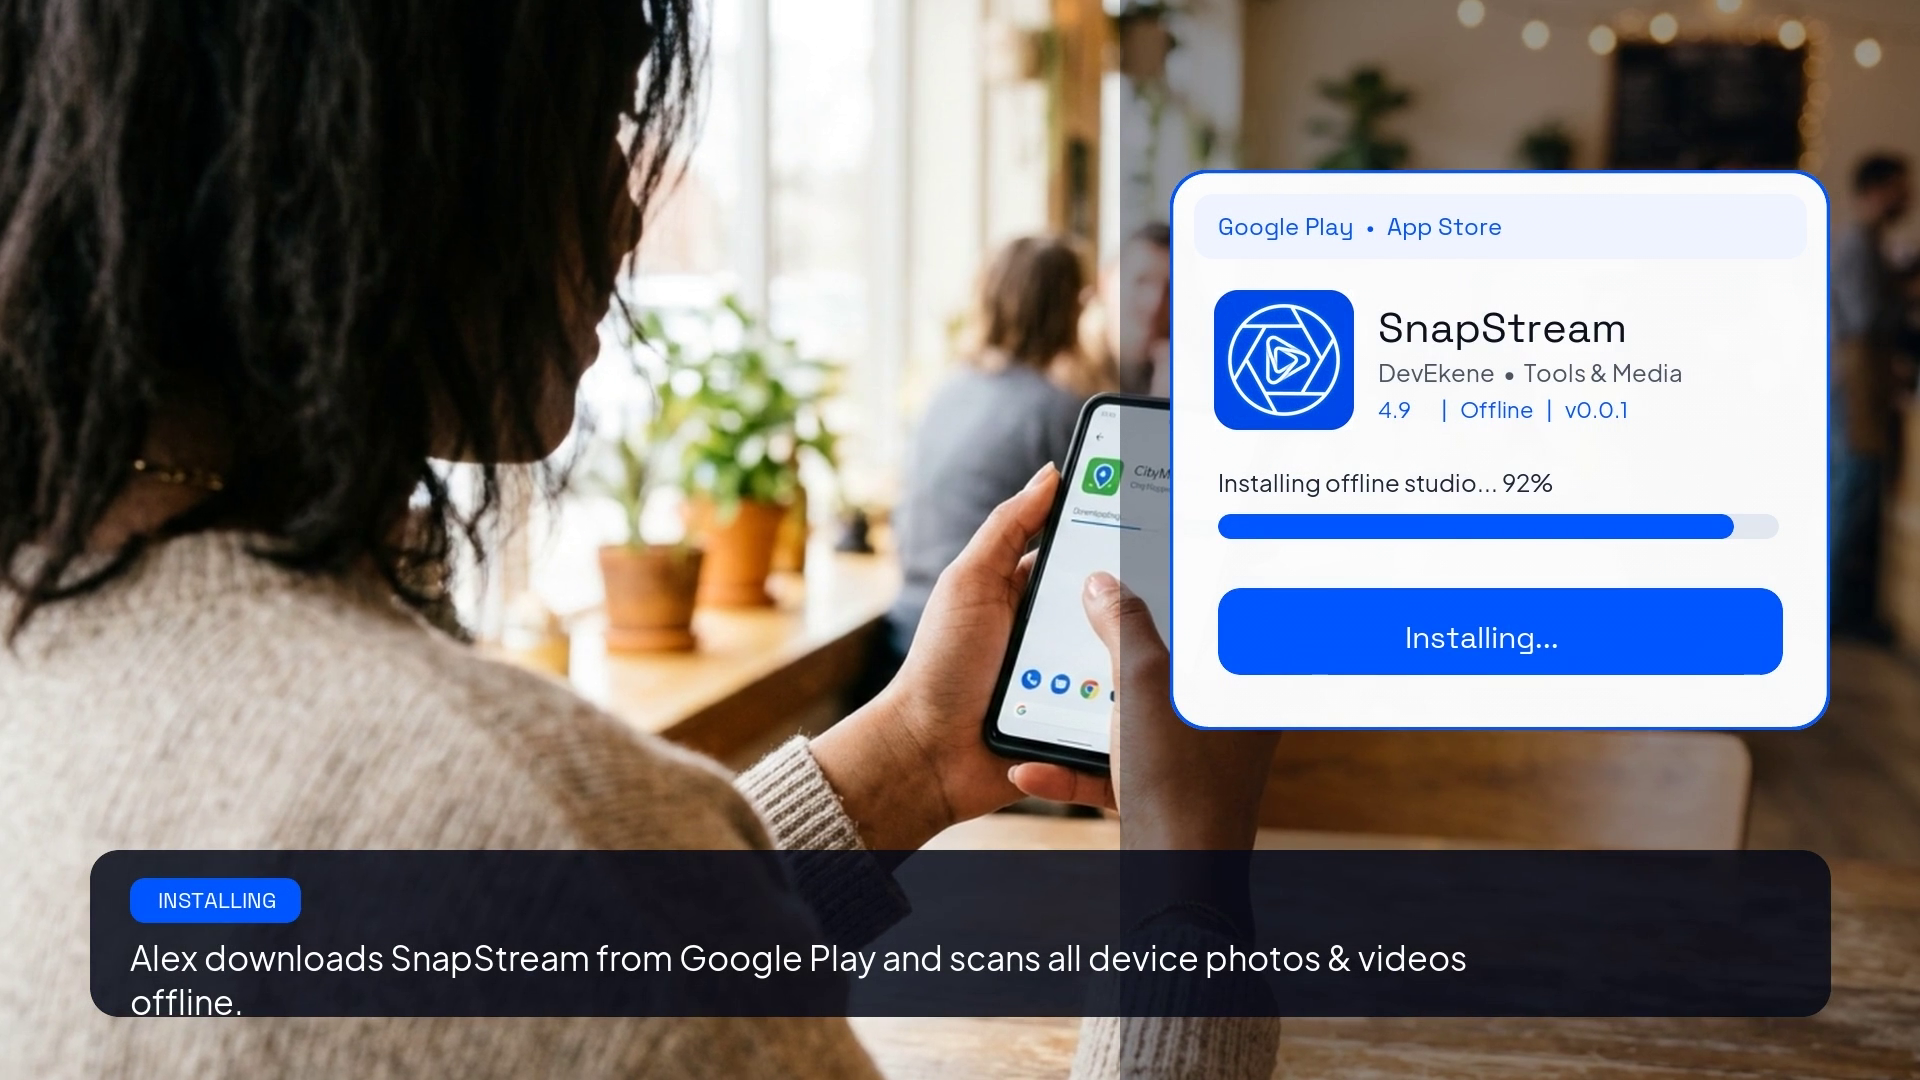 Google Play • App Store
SnapStream
DevEkene • Tools & Media
4.9 | Offline | v0.0.1
Installing offline studio... 92%
Installing...
INSTALLING
Alex downloads SnapStream from Google Play and scans all device photos & videos
offline.